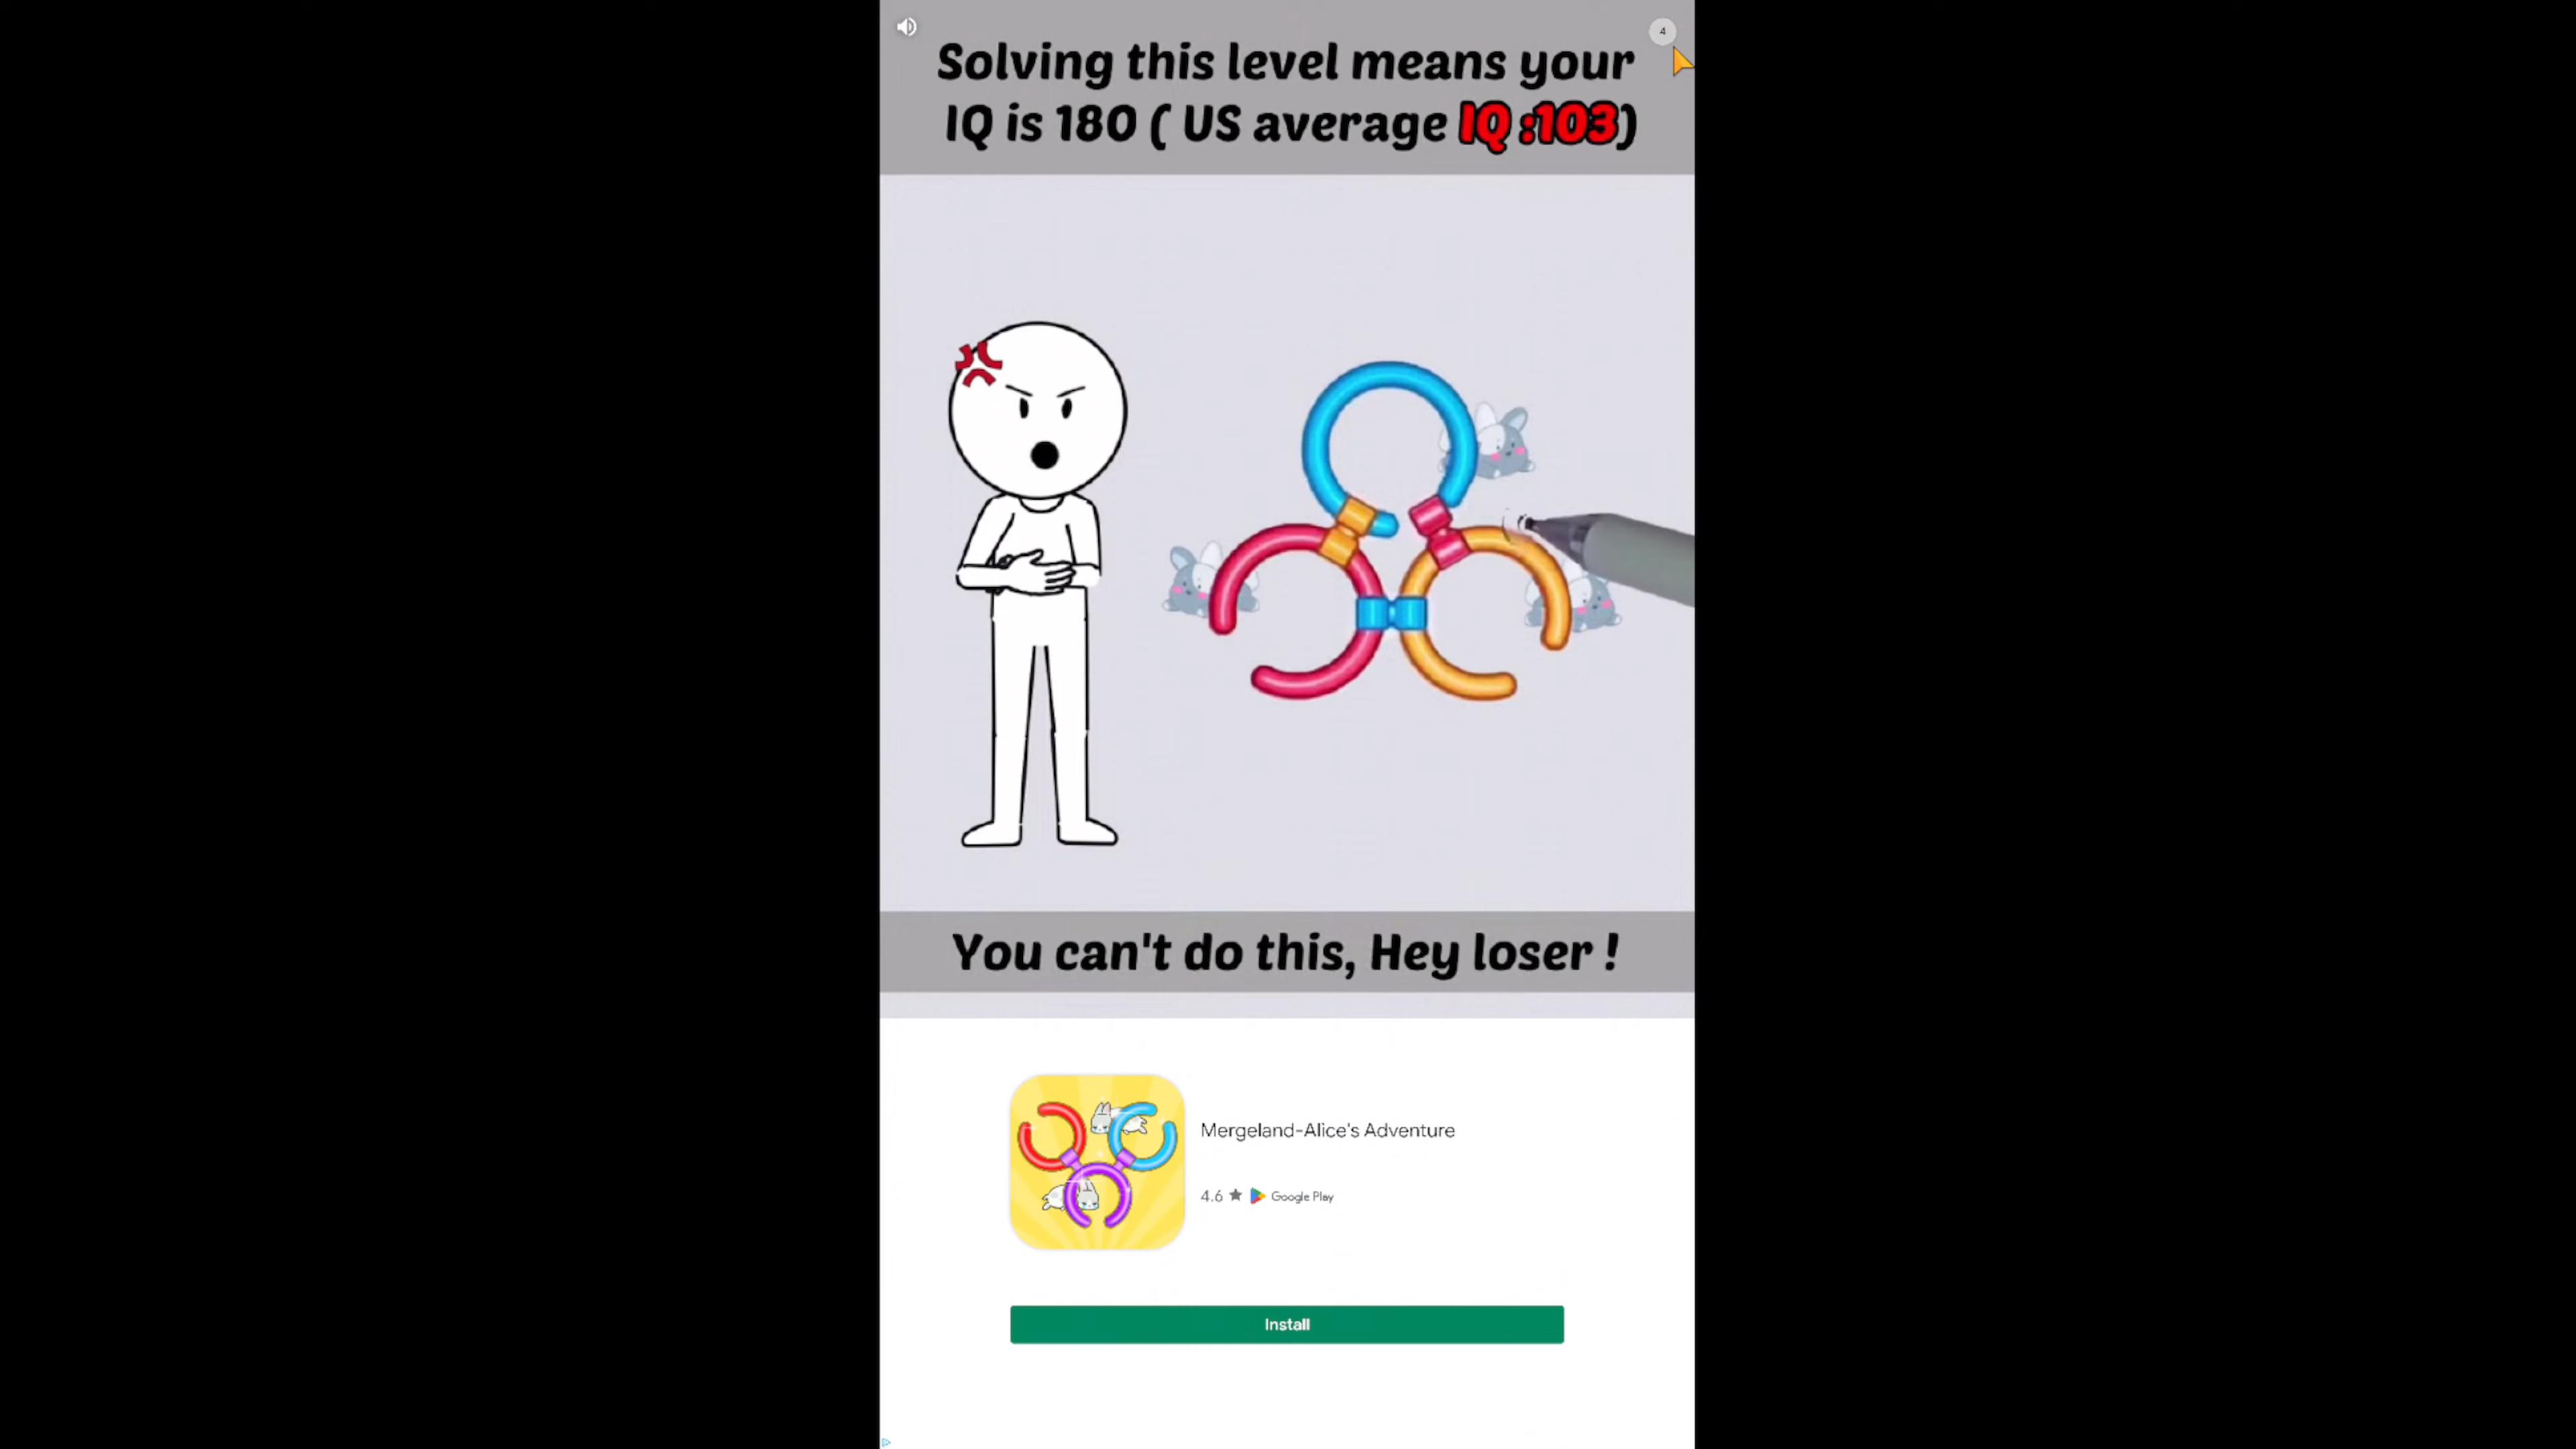 4
Solving this level means your
IQ is 180 ( US average IQ :103)
You can't do this, Hey loser !
Mergeland-Alice's Adventure
4.6 ★ Google Play
Install